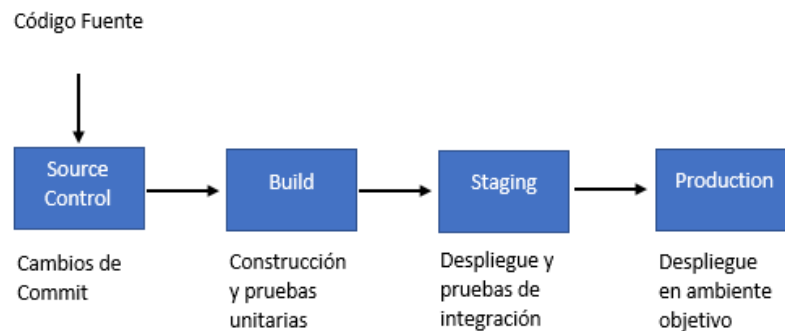 Código Fuente
Source
Control
Build
Staging
Production
Cambios de
Commit
Construcción
y pruebas
unitarias
Despliegue y
pruebas de
integración
Despliegue
en ambiente
objetivo